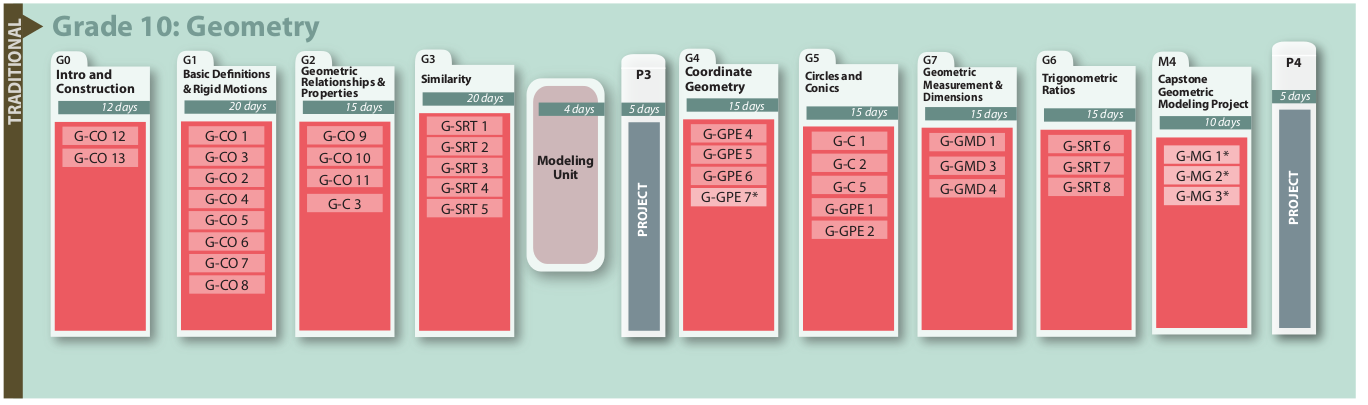 TRADITIONAL
Grade 10: Geometry
G0
Intro and
Construction
12 days
G-CO 12
G-CO 13
G1
Basic Definitions
& Rigid Motions
20 days
G-CO 1
G-CO 3
G-CO 2
G-CO 4
G-CO 5
G-CO 6
G-CO 7
G-CO 8
G2
Geometric
Relationships &
Properties
15 days
G-CO 9
G-CO 10
G-CO 11
G-C 3
G3
Similarity
20 days
G-SRT 1
G-SRT 2
G-SRT 3
G-SRT 4
G-SRT 5
4 days
Modeling
Unit
P3
5 days
PROJECT
G4
Coordinate
Geometry
15 days
G-GPE 4
G-GPE 5
G-GPE 6
G-GPE 7*
G5
Circles and
Conics
15 days
G-C 1
G-C 2
G-C 5
G-GPE 1
G-GPE 2
G7
Geometric
Measurement &
Dimensions
15 days
G-GMD 1
G-GMD 3
G-GMD 4
G6
Trigonometric
Ratios
15 days
G-SRT 6
G-SRT 7
G-SRT 8
M4
Capstone
Geometric
Modeling Project
10 days
G-MG 1*
G-MG 2*
G-MG 3*
P4
5 days
PROJECT